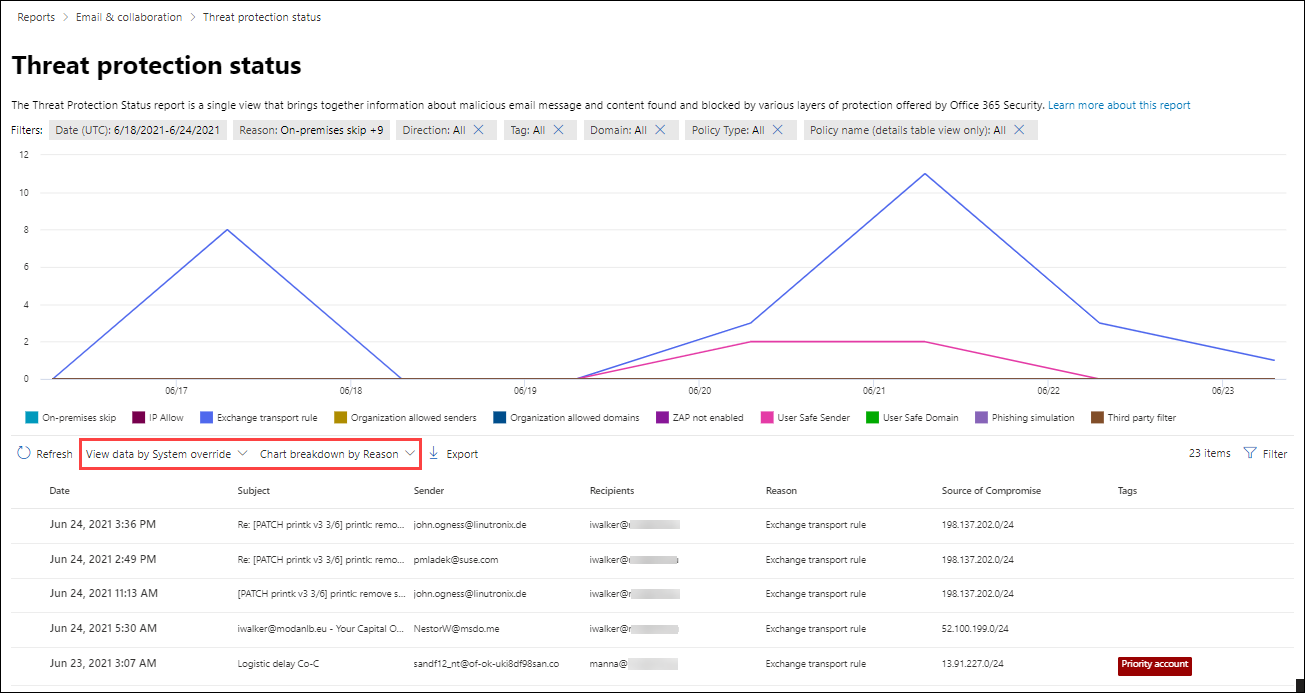 Reports > Email & collaboration > Threat protection status
Threat protection status
The Threat Protection Status report is a single view that brings together information about malicious email message and content found and blocked by various layers of protection offered by Office 365 Security. Learn more about this report
Filters: Date (UTC): 6/18/2021-6/24/2021 Reason: On-premises skip +9 Direction: All Tag: All Domain: All Policy Type: All Policy name (details table view only): All
12
10
8
6
4
2
0
06/17 06/18 06/19 06/20 06/21 06/22 06/23
On-premises skip IP Allow Exchange transport rule Organization allowed senders Organization allowed domains ZAP not enabled User Safe Sender User Safe Domain Phishing simulation Third party filter
Refresh View data by System override Chart breakdown by Reason Export 23 items Filter
Date Subject Sender Recipients Reason Source of Compromise Tags
Jun 24, 2021 3:36 PM Re: [PATCH printk v3 3/6] printk: remo... john.ogness@linutronix.de iwalker@ Exchange transport rule 198.137.202.0/24
Jun 24, 2021 2:49 PM Re: [PATCH printk v3 3/6] printk: remo... pmladek@suse.com iwalker@ Exchange transport rule 198.137.202.0/24
Jun 24, 2021 11:13 AM [PATCH printk v3 3/6] printk: remove s... john.ogness@linutronix.de iwalker@ Exchange transport rule 198.137.202.0/24
Jun 24, 2021 5:30 AM iwalker@modanlb.eu - Your Capital O... NestorW@msdo.me iwalker@ Exchange transport rule 52.100.199.0/24
Jun 23, 2021 3:07 AM Logistic delay Co-C sandf12_nt@of-ok-uki8df98san.co manna@ Exchange transport rule 13.91.227.0/24 Priority account